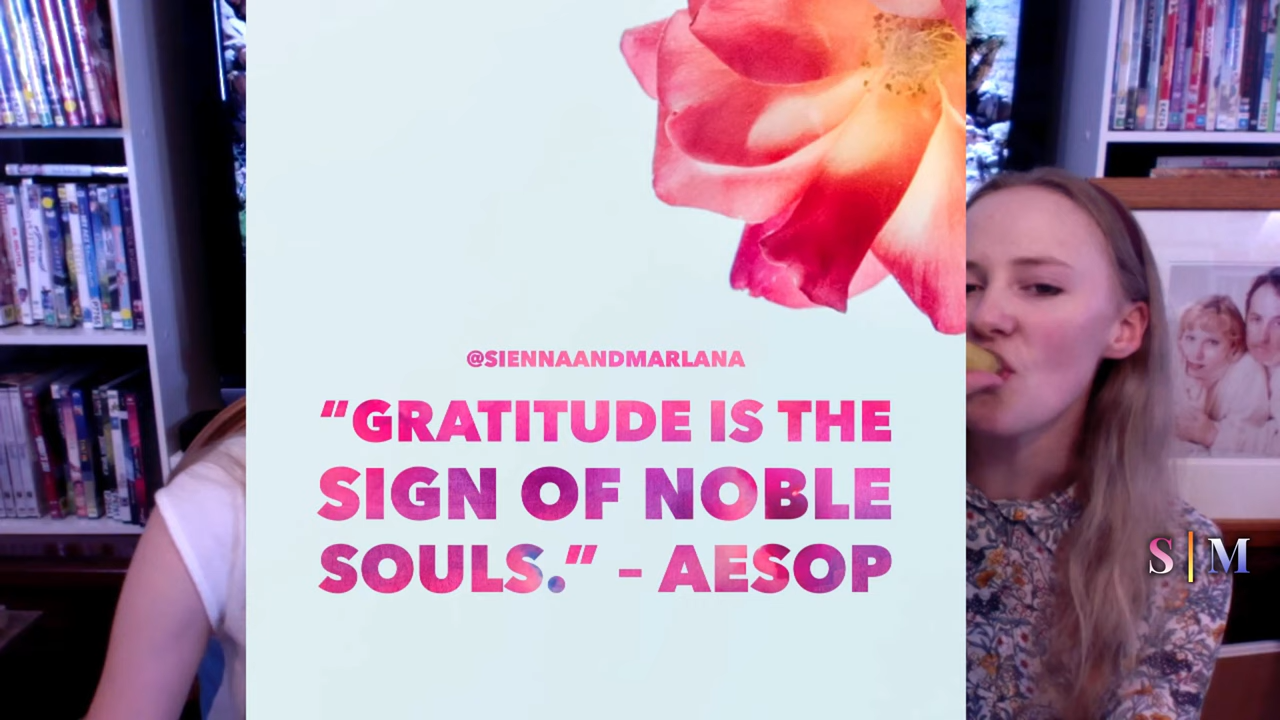 @SIENNAANDMARLANA
“GRATITUDE IS THE
SIGN OF NOBLE
SOULS.” – AESOP
S|M